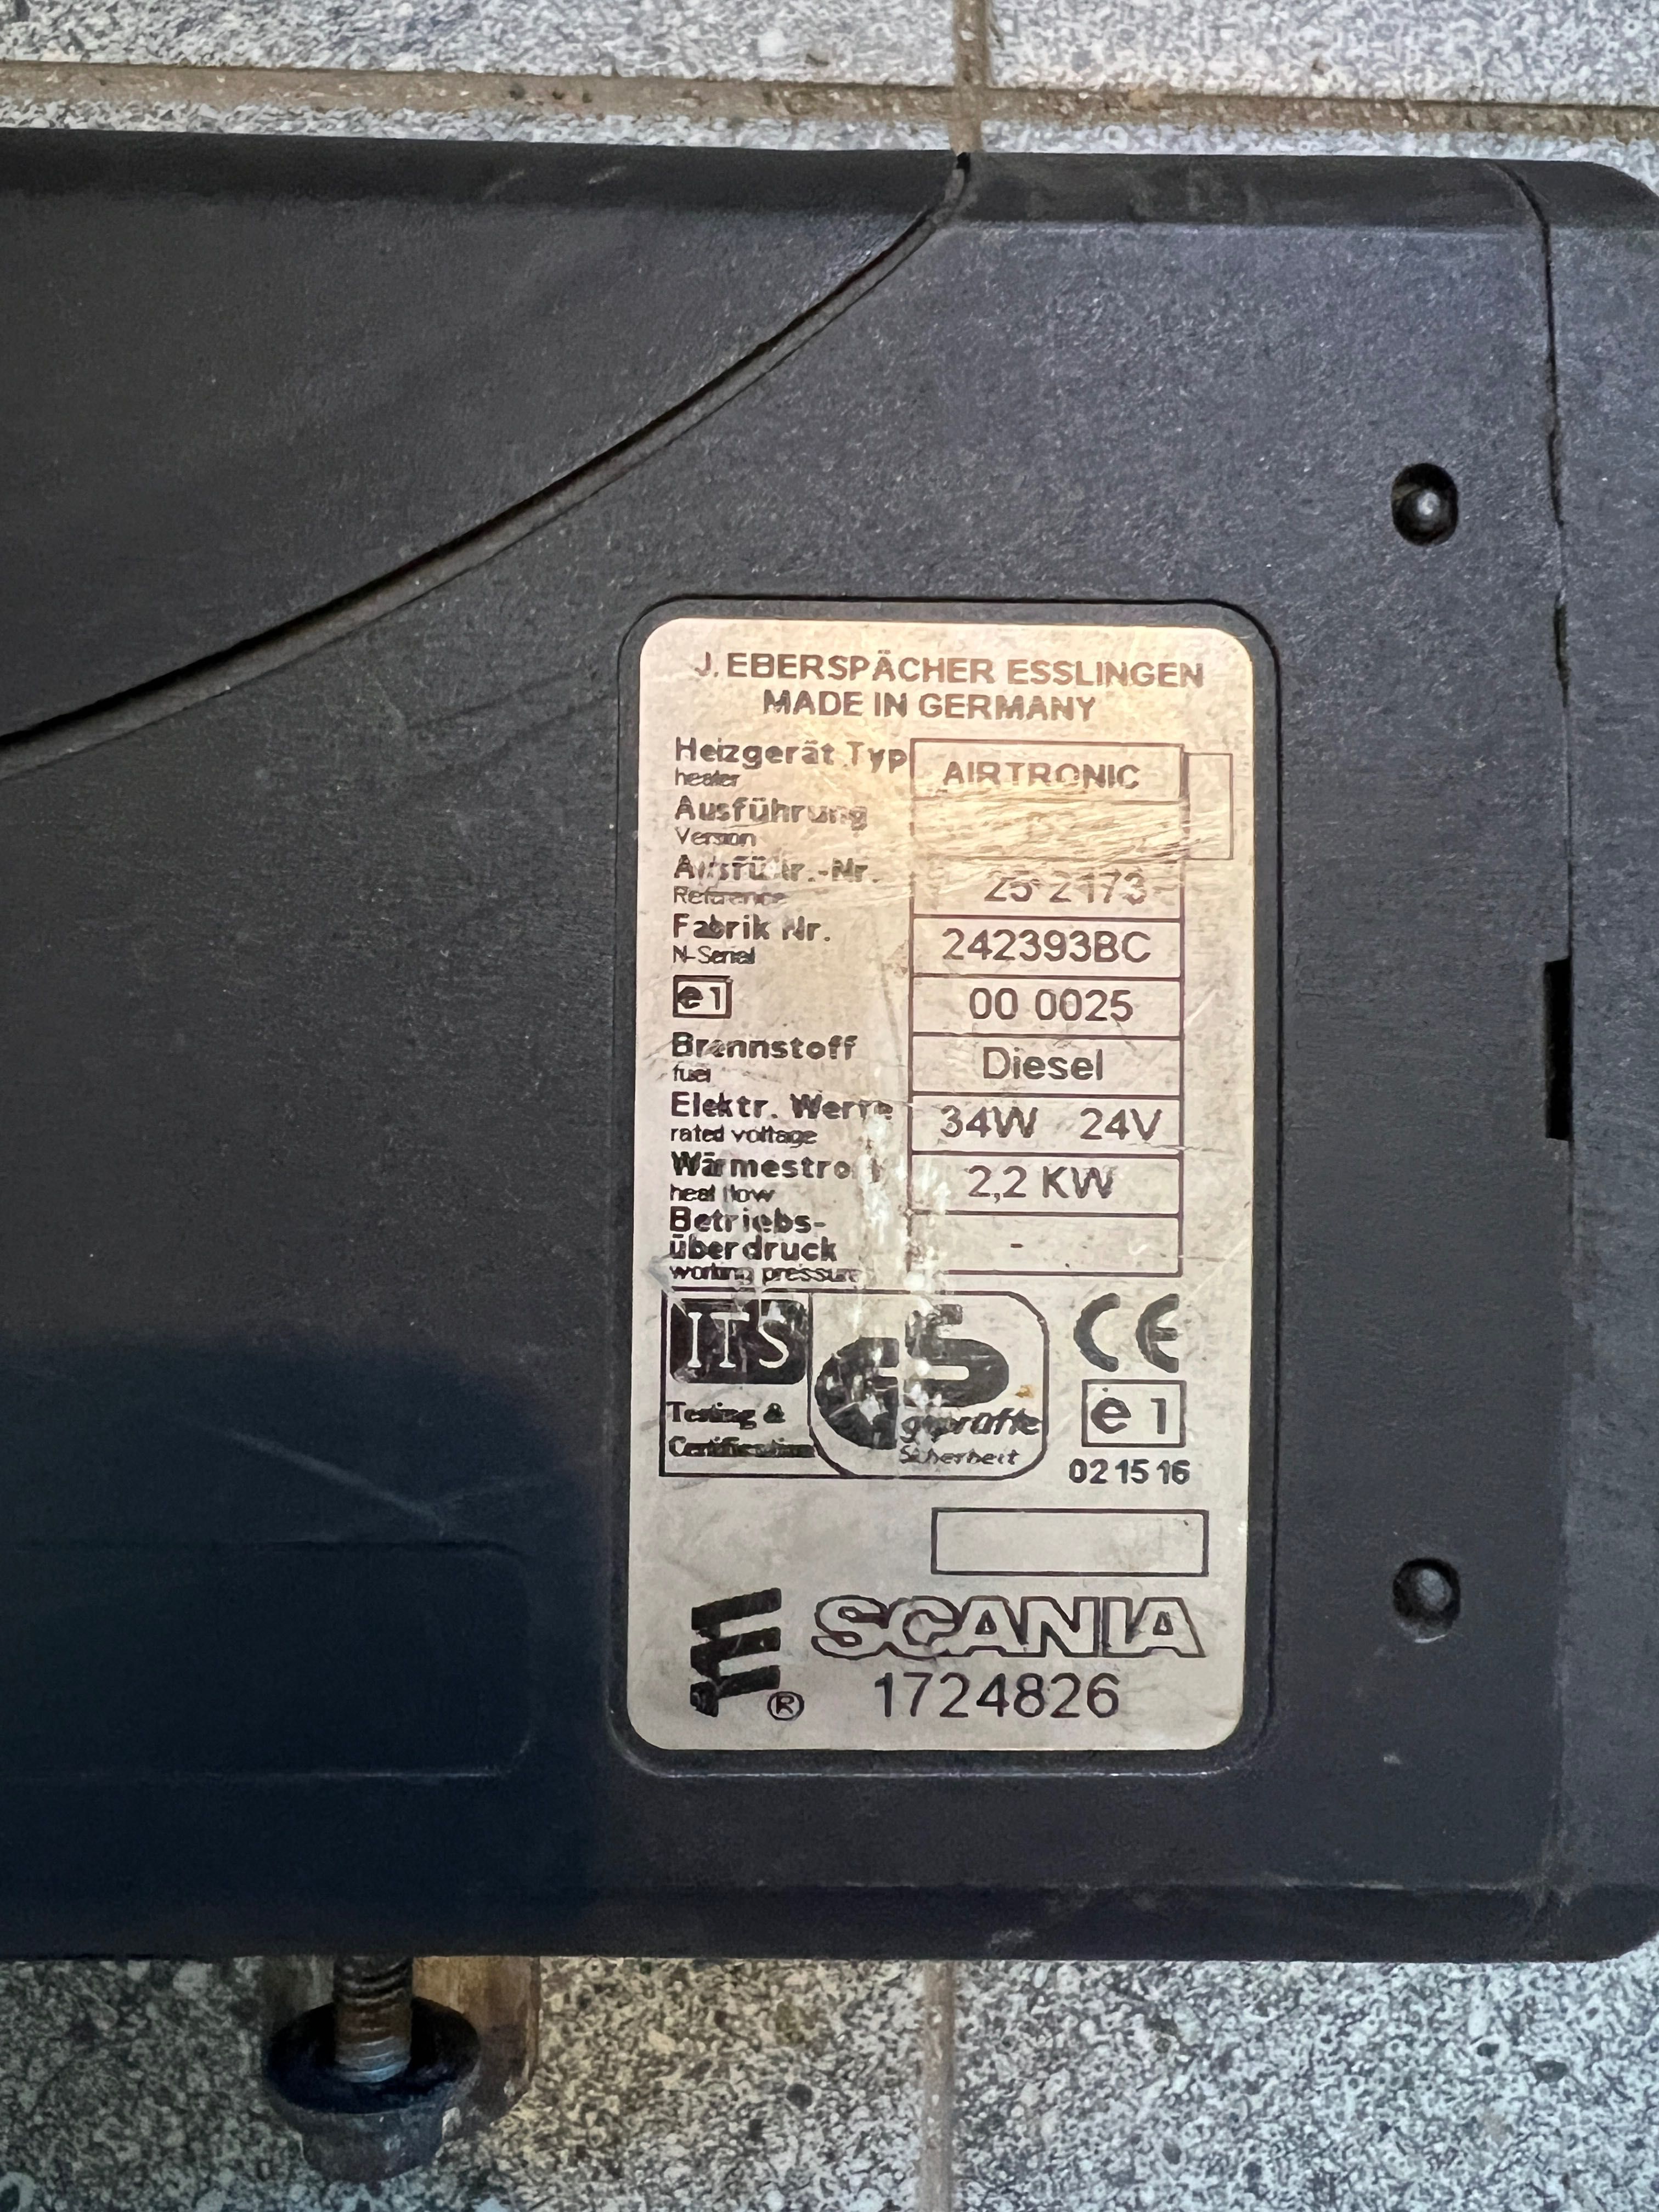 J. EBERSPÄCHER ESSLINGEN
MADE IN GERMANY
Heizgerät Typ AIRTRONIC
heater
Ausführung
Version
Ausführ.-Nr. 25 2173
Reference
Fabrik Nr. 242393BC
N-Serial
e1 00 0025
Brennstoff Diesel
fuel
Elektr. Werte 34W 24V
rated voltage
Wärmestrom 2,2 KW
heat flow
Betriebs-
überdruck -
working pressure
ITS
Testing &
Certification
GS
geprüfte
Sicherheit
CE
e1
02 15 16
E® SCANIA
1724826